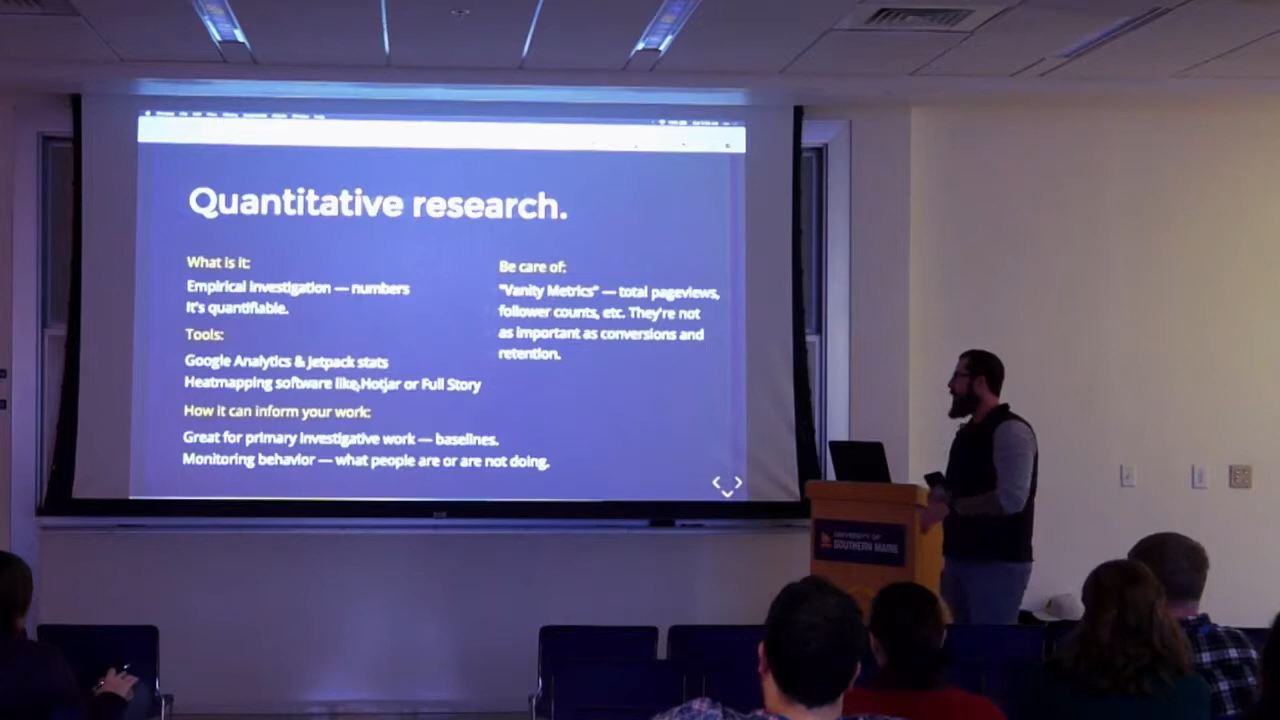 Quantitative research.
What is it:
Empirical investigation — numbers
it's quantifiable.
Tools:
Google Analytics & Jetpack stats
Heatmapping software like,Hotjar or Full Story
How it can inform your work:
Great for primary investigative work — baselines.
Monitoring behavior — what people are or are not doing.
Be care of:
"Vanity Metrics" — total pageviews,
follower counts, etc. They're not
as important as conversions and
retention.
UNIVERSITY OF
SOUTHERN MAINE